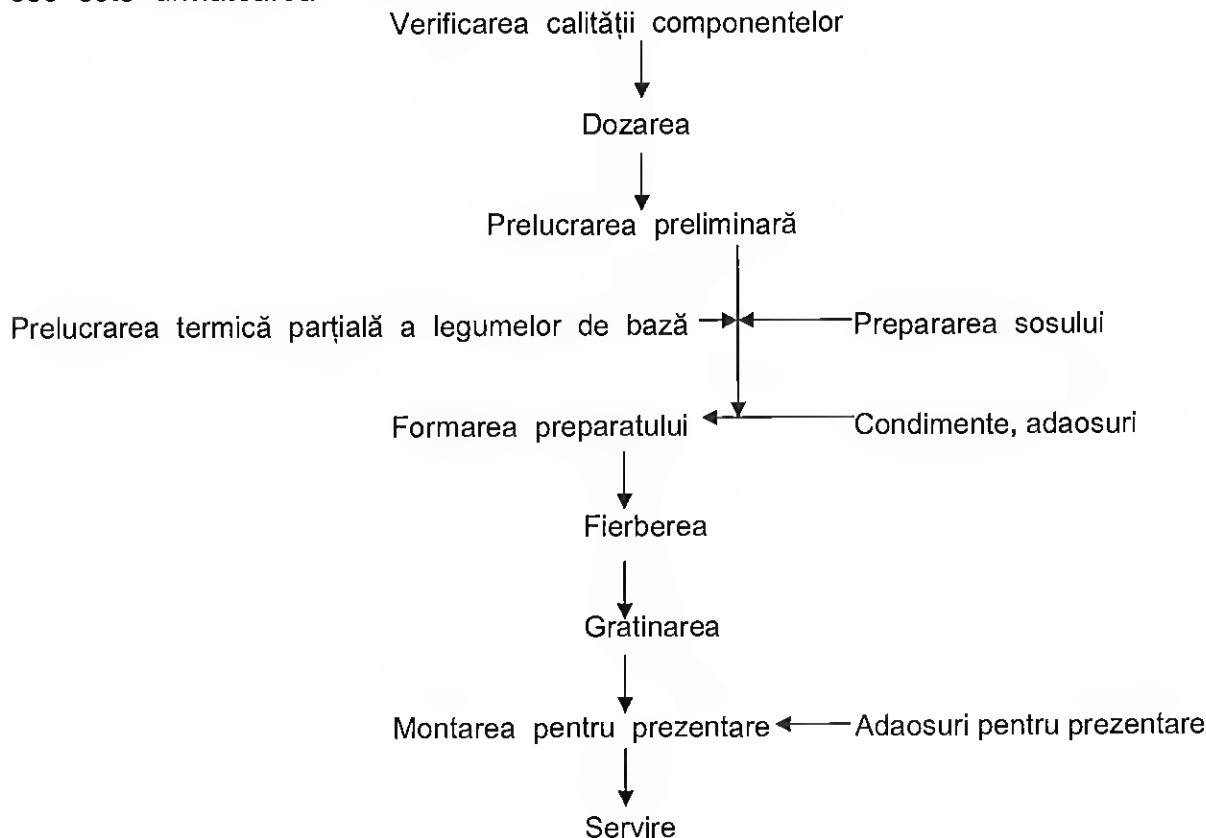 Verificarea calității componentelor
Dozarea
Prelucrarea preliminară
Prelucrarea termică parțială a legumelor de bază
Prepararea sosului
Formarea preparatului
Condimente, adaosuri
Fierberea
Gratinarea
Montarea pentru prezentare
Adaosuri pentru prezentare
Servire